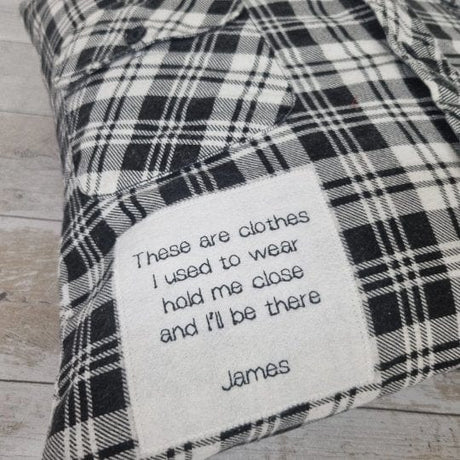 These are clothes
I used to wear
hold me close
and I'll be there
James